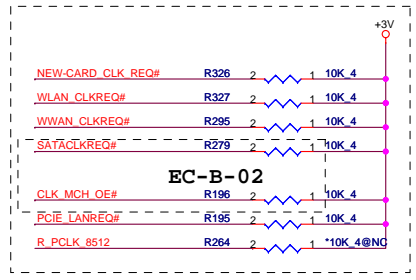 +3V
NEW-CARD_CLK_REQ# R326 2 1 10K_4
WLAN_CLKREQ# R327 2 1 10K_4
WWAN_CLKREQ# R295 2 1 10K_4
SATACLKREQ# R279 2 1 10K_4
EC-B-02
CLK_MCH_OE# R196 2 1 10K_4
PCIE_LANREQ# R195 2 1 10K_4
R_PCLK_8512 R264 2 1 *10K_4@NC